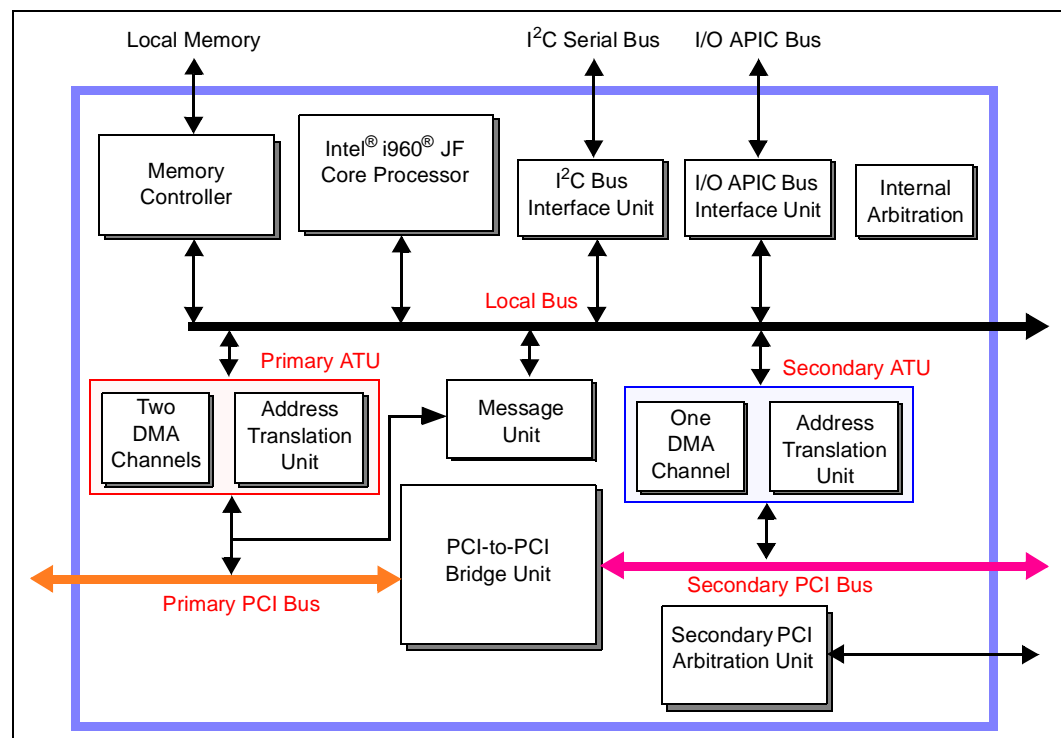 Local Memory
I²C Serial Bus
I/O APIC Bus
Memory
Controller
Intel® i960® JF
Core Processor
I²C Bus
Interface Unit
I/O APIC Bus
Interface Unit
Internal
Arbitration
Local Bus
Primary ATU
Secondary ATU
Two
DMA
Channels
Address
Translation
Unit
Message
Unit
One
DMA
Channel
Address
Translation
Unit
PCI-to-PCI
Bridge Unit
Primary PCI Bus
Secondary PCI Bus
Secondary PCI
Arbitration Unit